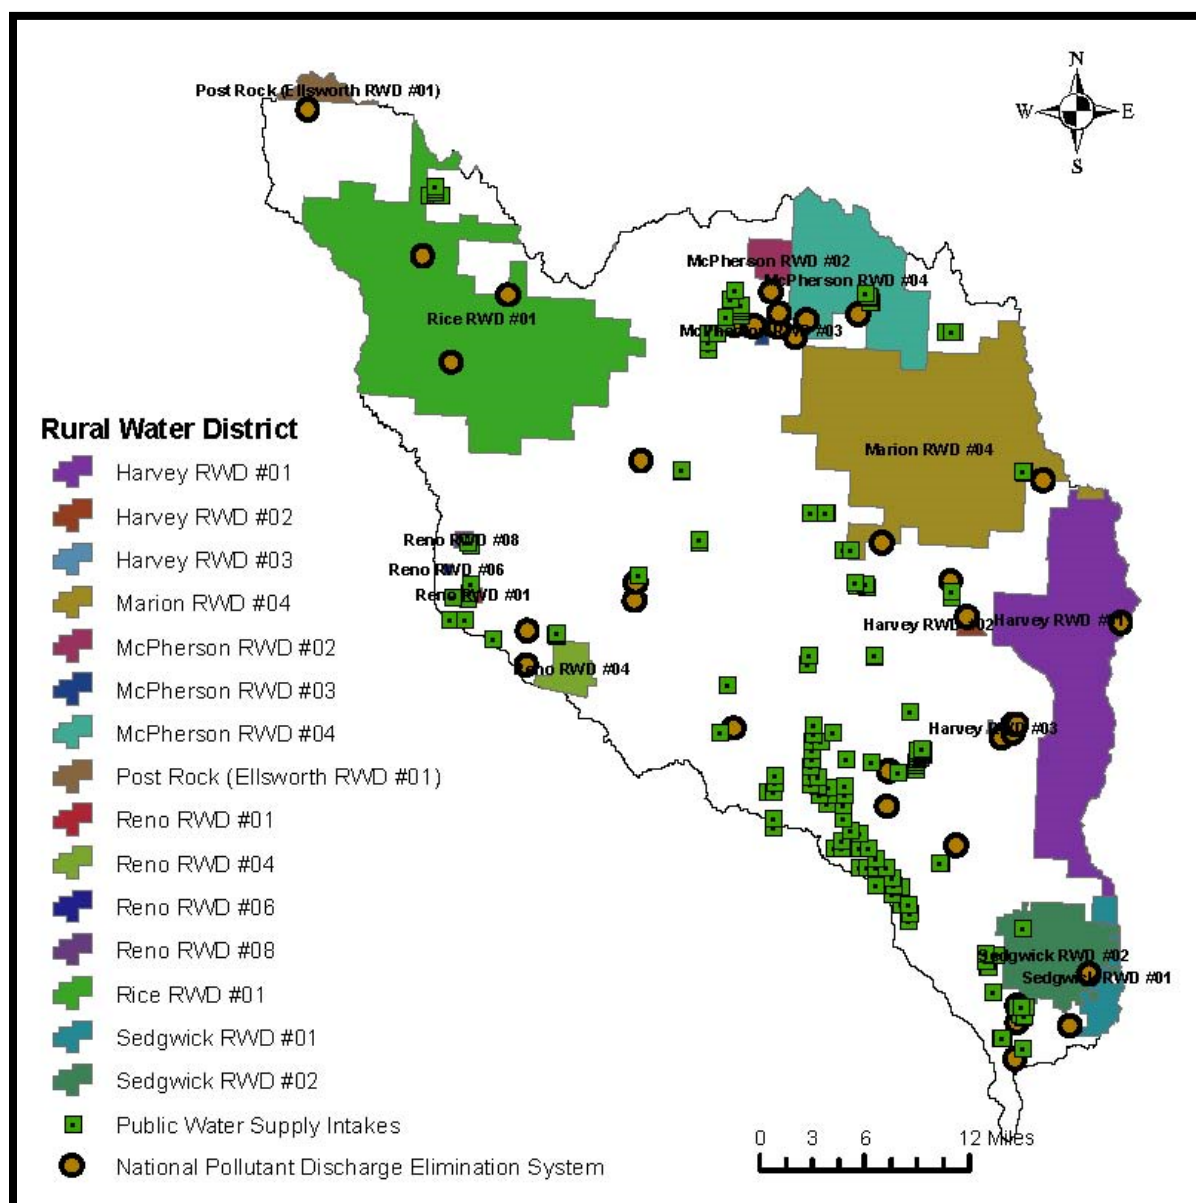 N
Post Rock (Ellsworth RWD #01)
W E
S
McPherson RWD #02
McPherson RWD #04
Rice RWD #01
McPherson RWD #03
Rural Water District
Marion RWD #04
Harvey RWD #01
Harvey RWD #02
Reno RWD #08
Harvey RWD #03
Reno RWD #06
Marion RWD #04
Reno RWD #01
Harvey RWD #02
Harvey RWD #01
McPherson RWD #02
Reno RWD #04
McPherson RWD #03
McPherson RWD #04
Harvey RWD #03
Post Rock (Ellsworth RWD #01)
Reno RWD #01
Reno RWD #04
Reno RWD #06
Reno RWD #08
Sedgwick RWD #02
Rice RWD #01
Sedgwick RWD #01
Sedgwick RWD #01
Sedgwick RWD #02
Public Water Supply Intakes
0 3 6 12 Miles
National Pollutant Discharge Elimination System